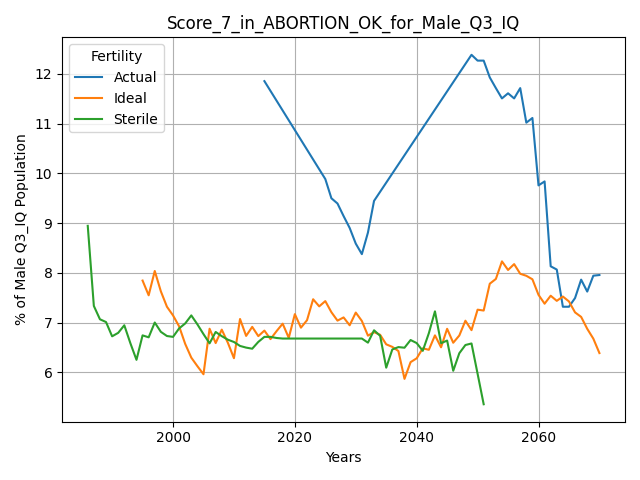 Score_7_in_ABORTION_OK_for_Male_Q3_IQ
Fertility
Actual
Ideal
Sterile
% of Male Q3_IQ Population
12
11
10
9
8
7
6
2000
2020
2040
2060
Years